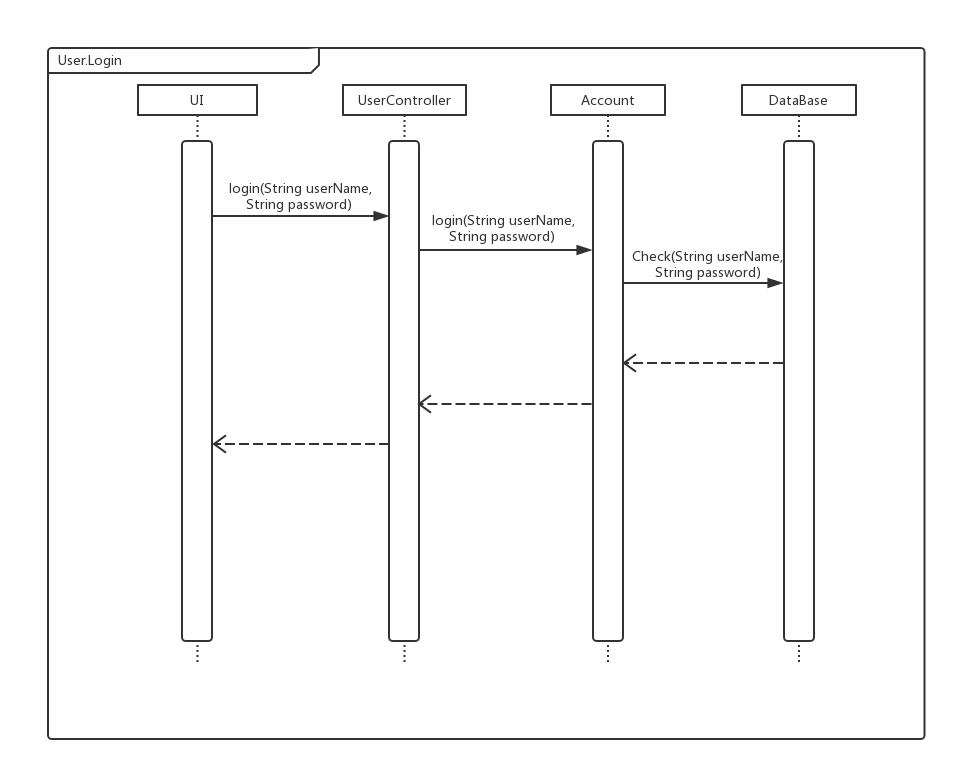 User.Login
UI
UserController
Account
DataBase
login(String userName,
String password)
login(String userName,
String password)
Check(String userName,
String password)